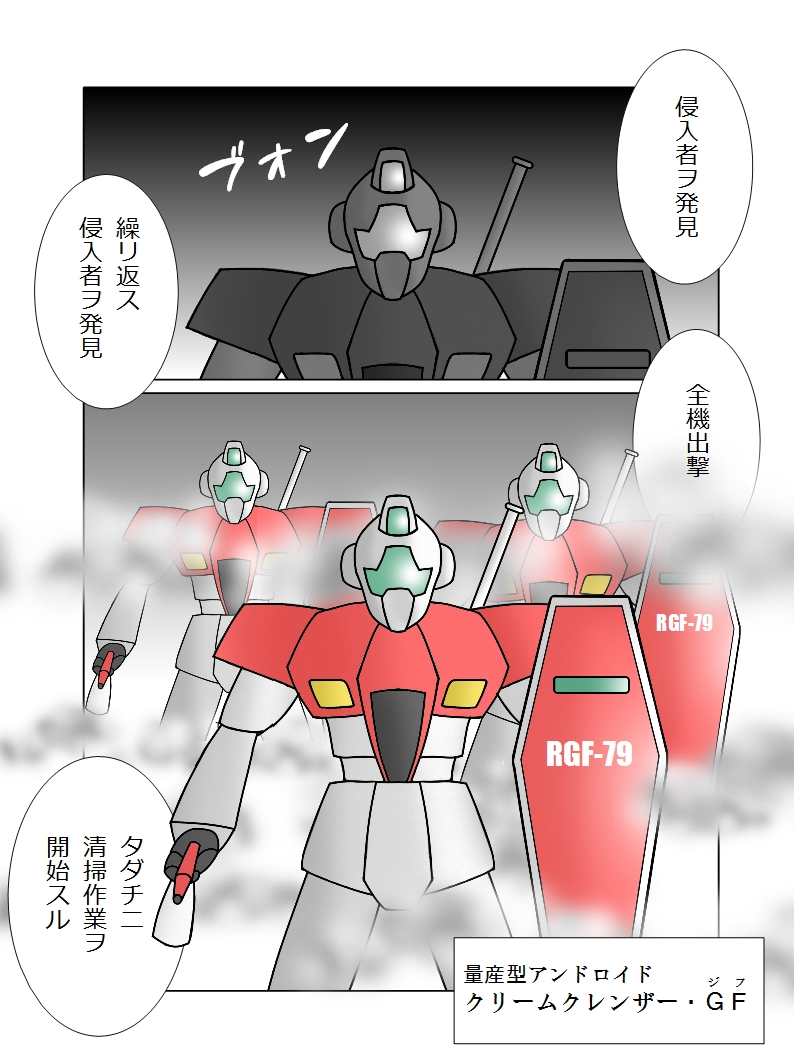 侵入者ヲ発見
ヴォン
繰リ返ス
侵入者ヲ発見
全機出撃
RGF-79
RGF-79
タダチニ
清掃作業ヲ
開始スル
量産型アンドロイド
ジフ
クリームクレンザー・GF